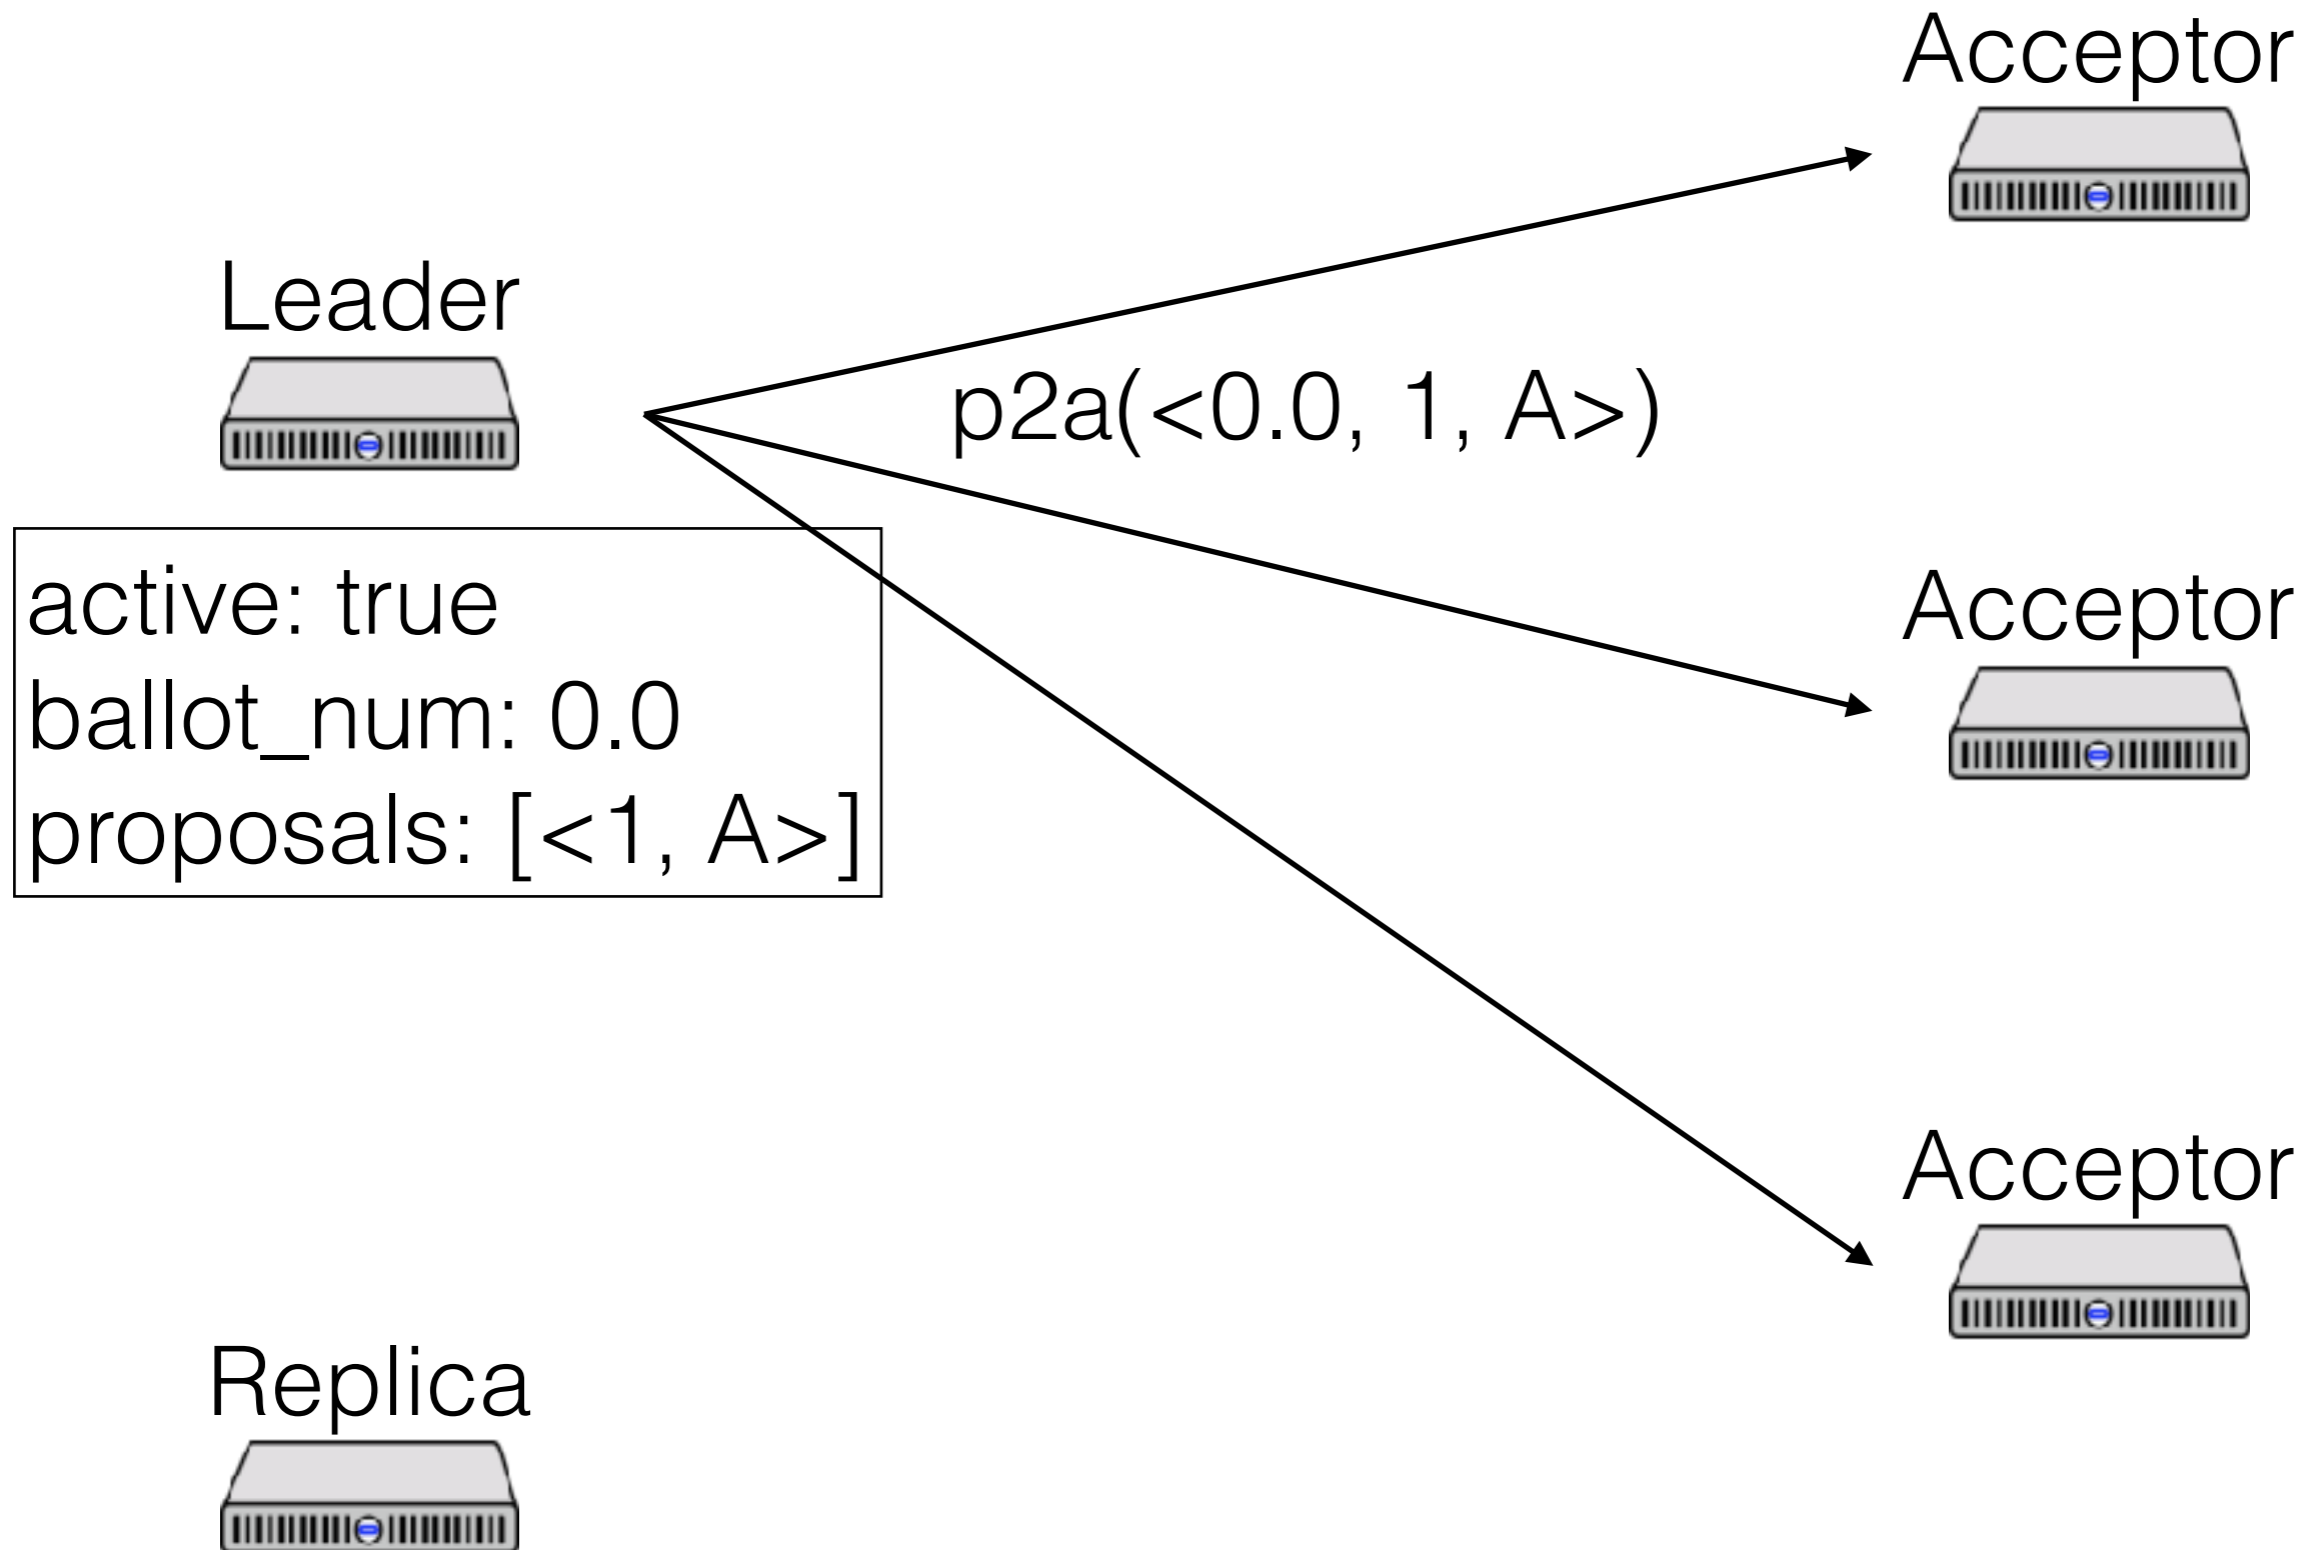 Acceptor
Leader
p2a(<0.0, 1, A>)
active: true
ballot_num: 0.0
proposals: [<1, A>]
Acceptor
Acceptor
Replica